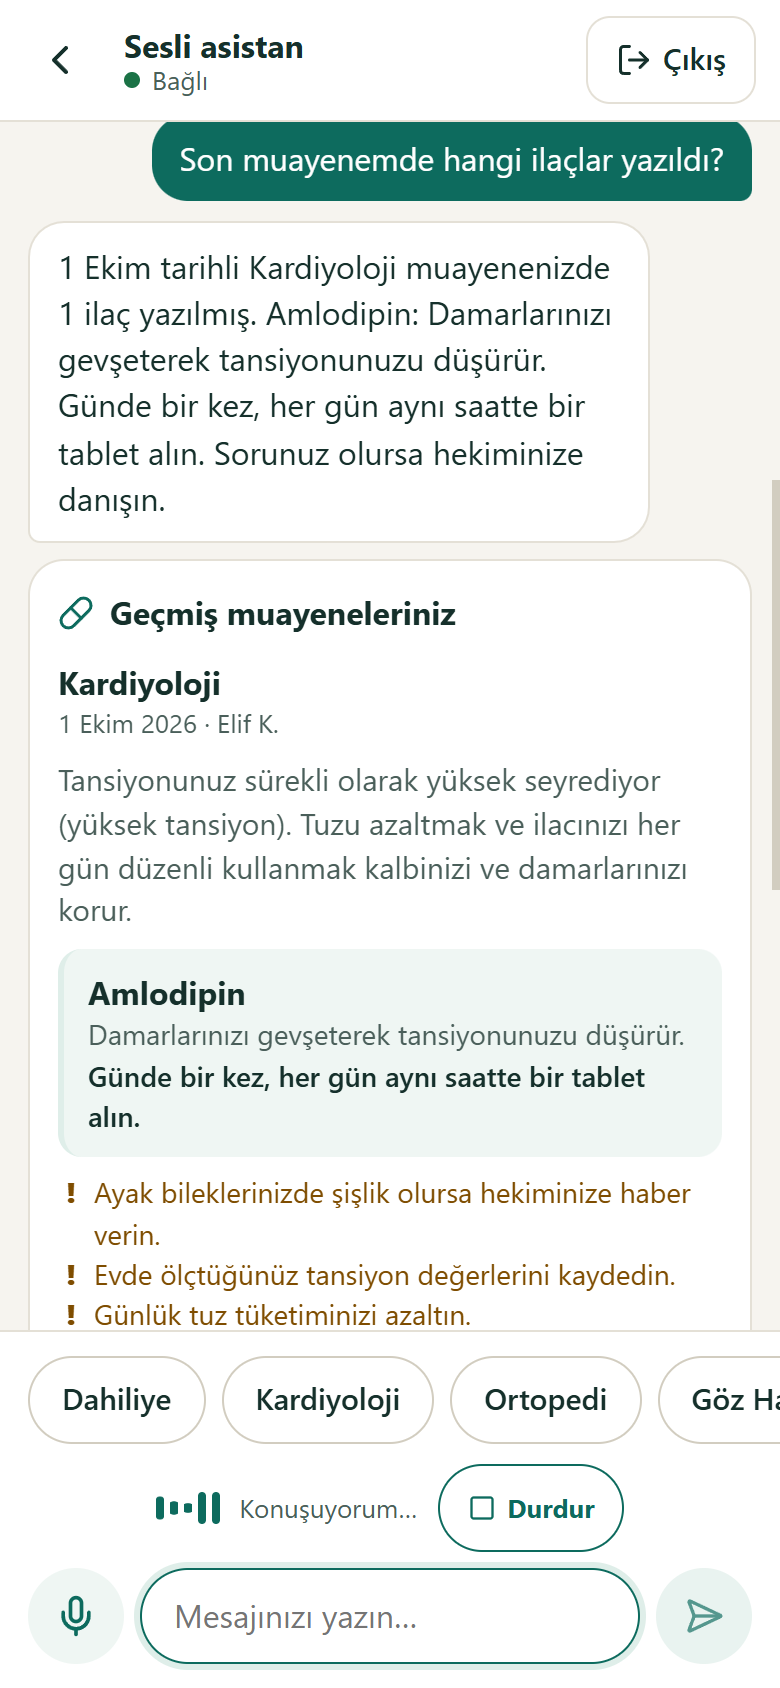 Sesli asistan
Bağlı
Çıkış
Son muayenemde hangi ilaçlar yazıldı?
1 Ekim tarihli Kardiyoloji muayenenizde
1 ilaç yazılmış. Amlodipin: Damarlarınızı
gevşeterek tansiyonunuzu düşürür.
Günde bir kez, her gün aynı saatte bir
tablet alın. Sorunuz olursa hekiminize
danışın.
Geçmiş muayeneleriniz
Kardiyoloji
1 Ekim 2026 · Elif K.
Tansiyonunuz sürekli olarak yüksek seyrediyor
(yüksek tansiyon). Tuzu azaltmak ve ilacınızı her
gün düzenli kullanmak kalbinizi ve damarlarınızı
korur.
Amlodipin
Damarlarınızı gevşeterek tansiyonunuzu düşürür.
Günde bir kez, her gün aynı saatte bir tablet
alın.
! Ayak bileklerinizde şişlik olursa hekiminize haber
verin.
! Evde ölçtüğünüz tansiyon değerlerini kaydedin.
! Günlük tuz tüketiminizi azaltın.
Dahiliye
Kardiyoloji
Ortopedi
Göz Ha
Konuşuyorum...
Durdur
Mesajınızı yazın...